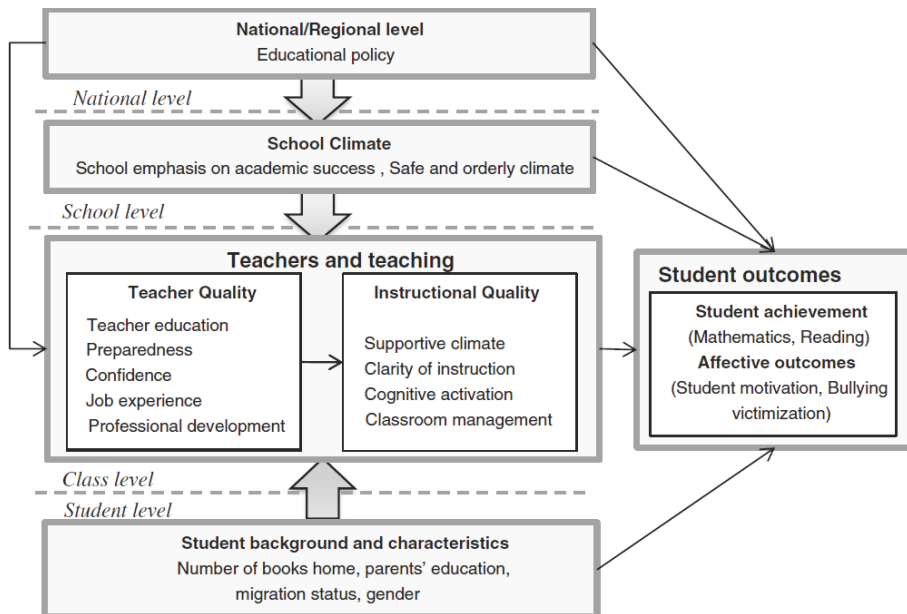 National/Regional level
Educational policy
National level
School Climate
School emphasis on academic success , Safe and orderly climate
School level
Teachers and teaching
Teacher Quality
Teacher education
Preparedness
Confidence
Job experience
Professional development
Instructional Quality
Supportive climate
Clarity of instruction
Cognitive activation
Classroom management
Student outcomes
Student achievement
(Mathematics, Reading)
Affective outcomes
(Student motivation, Bullying
victimization)
Class level
Student level
Student background and characteristics
Number of books home, parents’ education,
migration status, gender